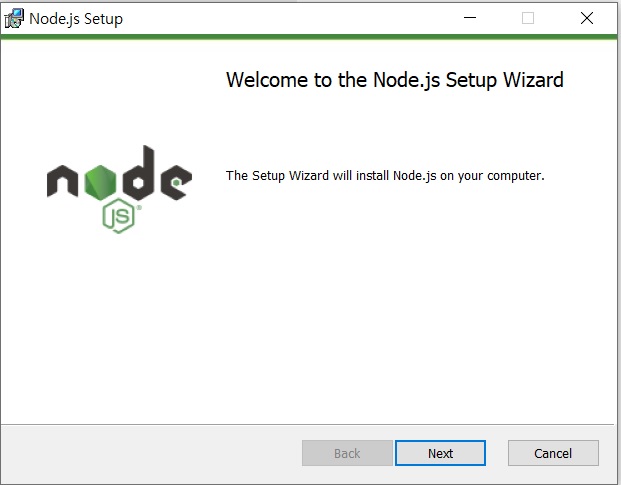 Node.js Setup
Welcome to the Node.js Setup Wizard
node
JS
The Setup Wizard will install Node.js on your computer.
Back
Next
Cancel